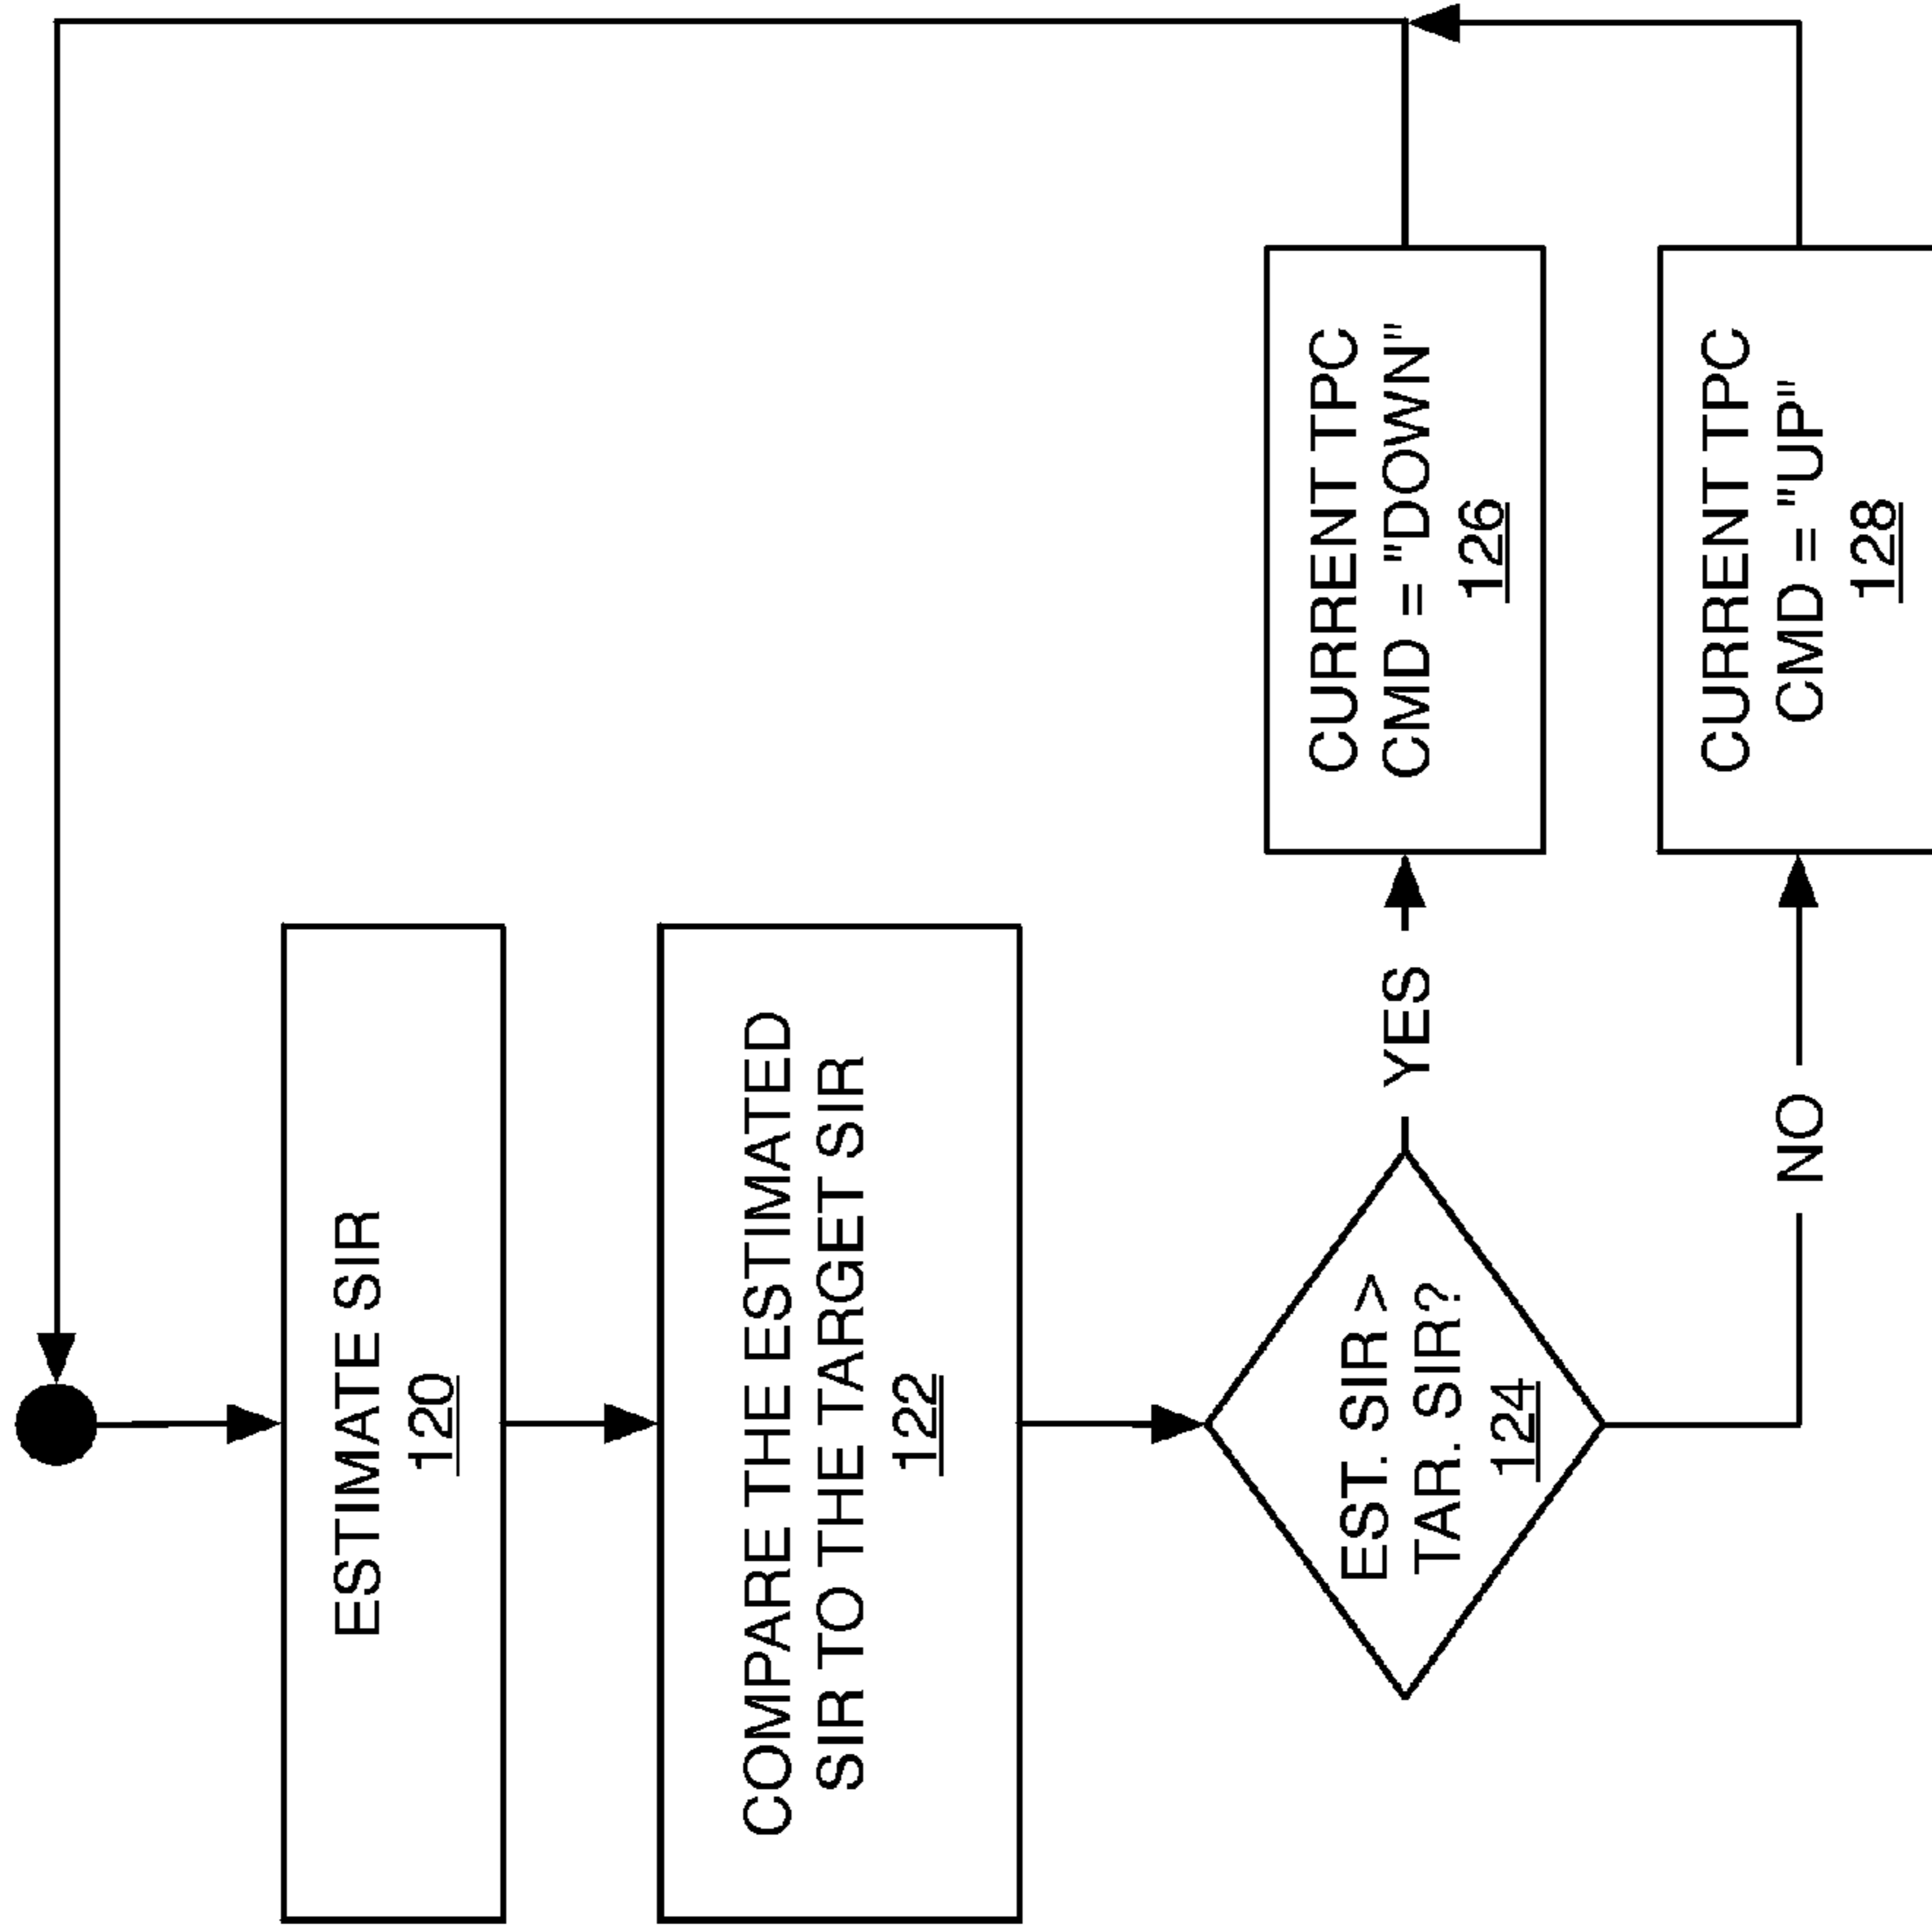 ESTIMATE SIR
120
COMPARE THE ESTIMATED
SIR TO THE TARGET SIR
122
EST. SIR >
TAR. SIR?
124
YES
CURRENT TPC
CMD = "DOWN"
126
NO
CURRENT TPC
CMD = "UP"
128